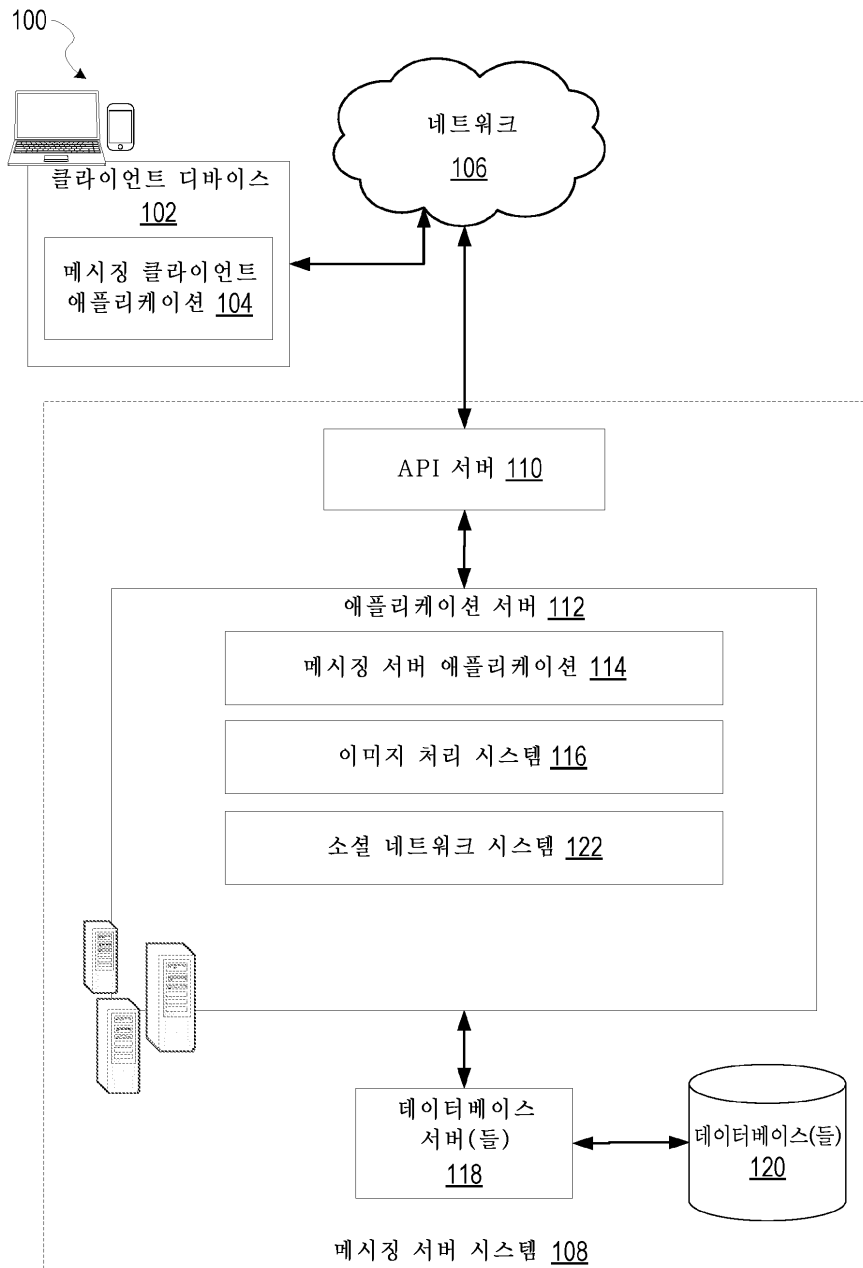 100
네트워크
106
클라이언트 디바이스
102
메시징 클라이언트
애플리케이션 104
API 서버 110
애플리케이션 서버 112
메시징 서버 애플리케이션 114
이미지 처리 시스템 116
소셜 네트워크 시스템 122
데이터베이스
서버(들)
118
데이터베이스(들)
120
메시징 서버 시스템 108